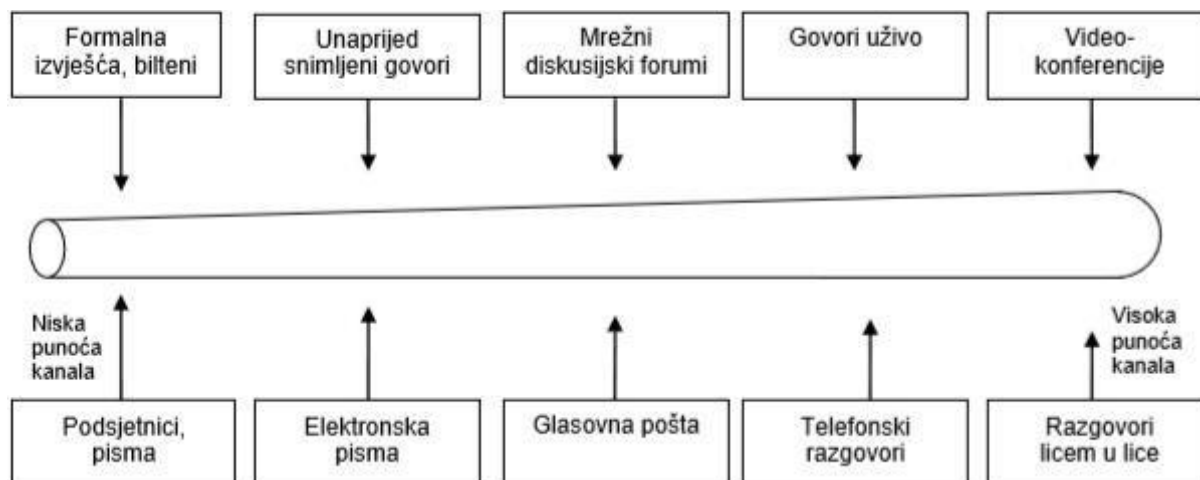 Formalna
izvješća, bilteni
Unaprijed
snimljeni govori
Mrežni
diskusijski forumi
Govori uživo
Video-
konferencije
Niska
punoća
kanala
Visoka
punoća
kanala
Podsjetnici,
pisma
Elektronska
pisma
Glasovna pošta
Telefonski
razgovori
Razgovori
licem u lice